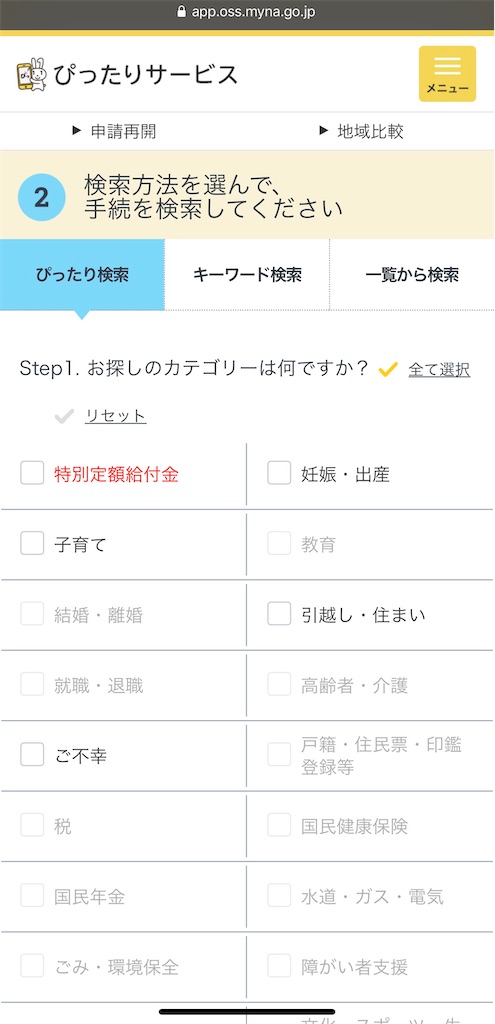 app.oss.myna.go.jp
ぴったりサービス
メニュー
▶ 申請再開
▶ 地域比較
2
検索方法を選んで、
手続を検索してください
ぴったり検索
キーワード検索
一覧から検索
Step1. お探しのカテゴリーは何ですか？
全て選択
リセット
特別定額給付金
妊娠・出産
子育て
教育
結婚・離婚
引越し・住まい
就職・退職
高齢者・介護
ご不幸
戸籍・住民票・印鑑
登録等
税
国民健康保険
国民年金
水道・ガス・電気
ごみ・環境保全
障がい者支援